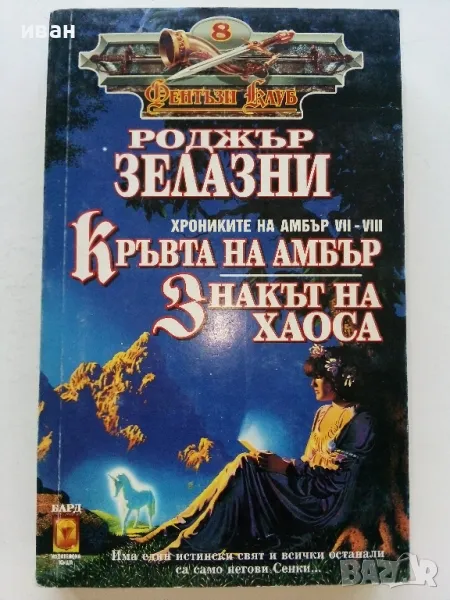 иван
8
Фентъзи Клуб
РОДЖЪР
ЗЕЛАЗНИ
ХРОНИКИТЕ НА АМБЪР VII - VIII
КРЪВТА НА АМБЪР
ЗНАКЪТ НА
ХАОСА
БАРД
Има един истински свят и всички останали
са само негови Сенки...
BAZAR